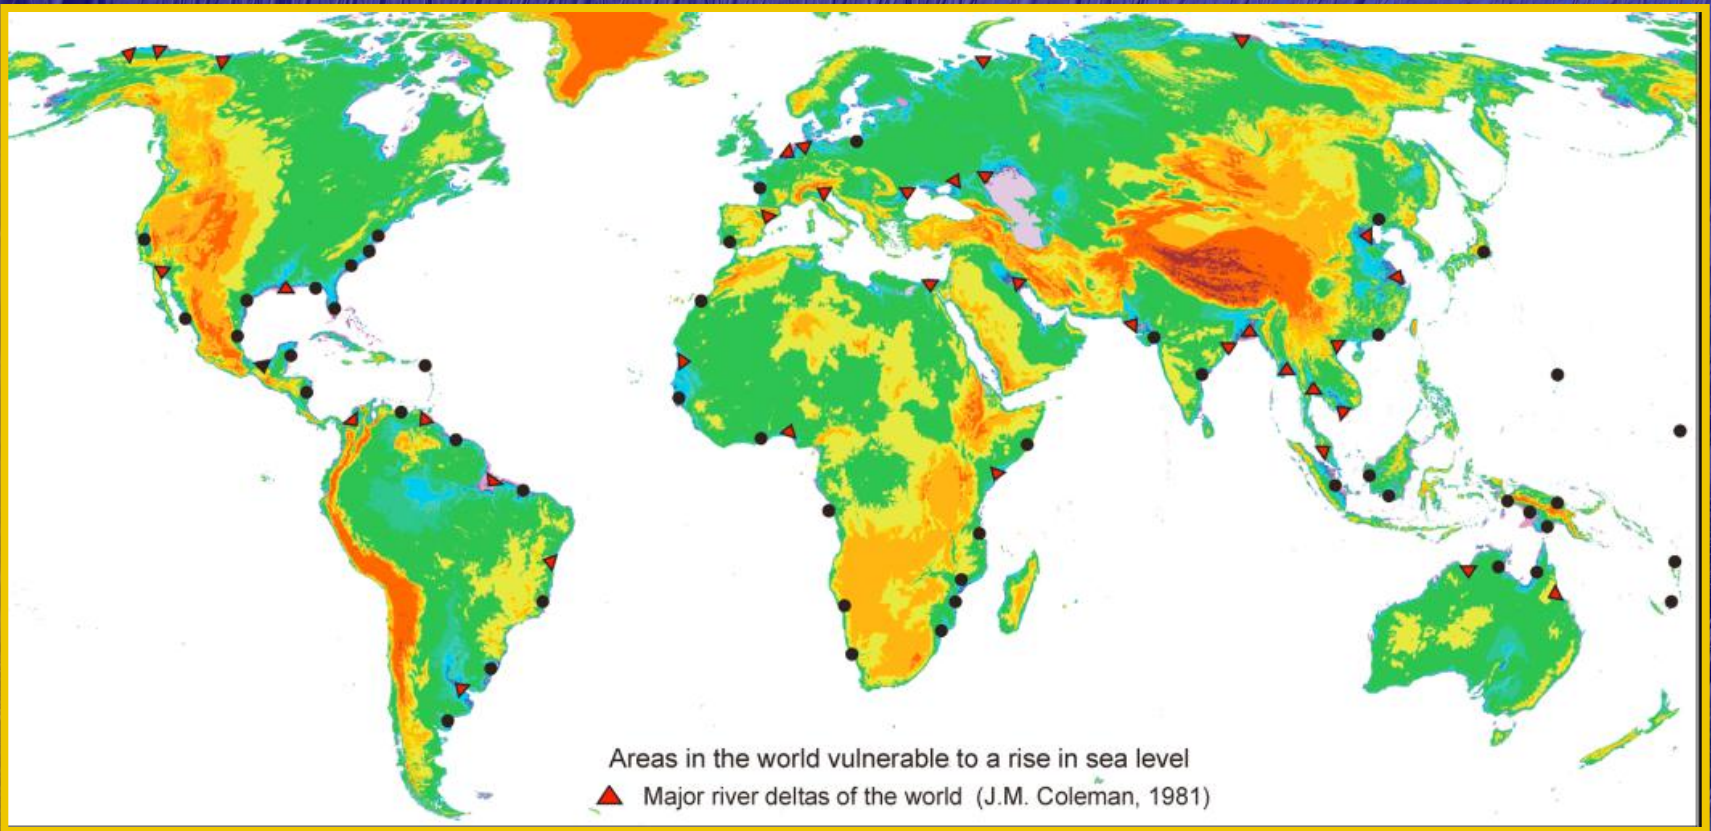 Areas in the world vulnerable to a rise in sea level
Major river deltas of the world (J.M. Coleman, 1981)